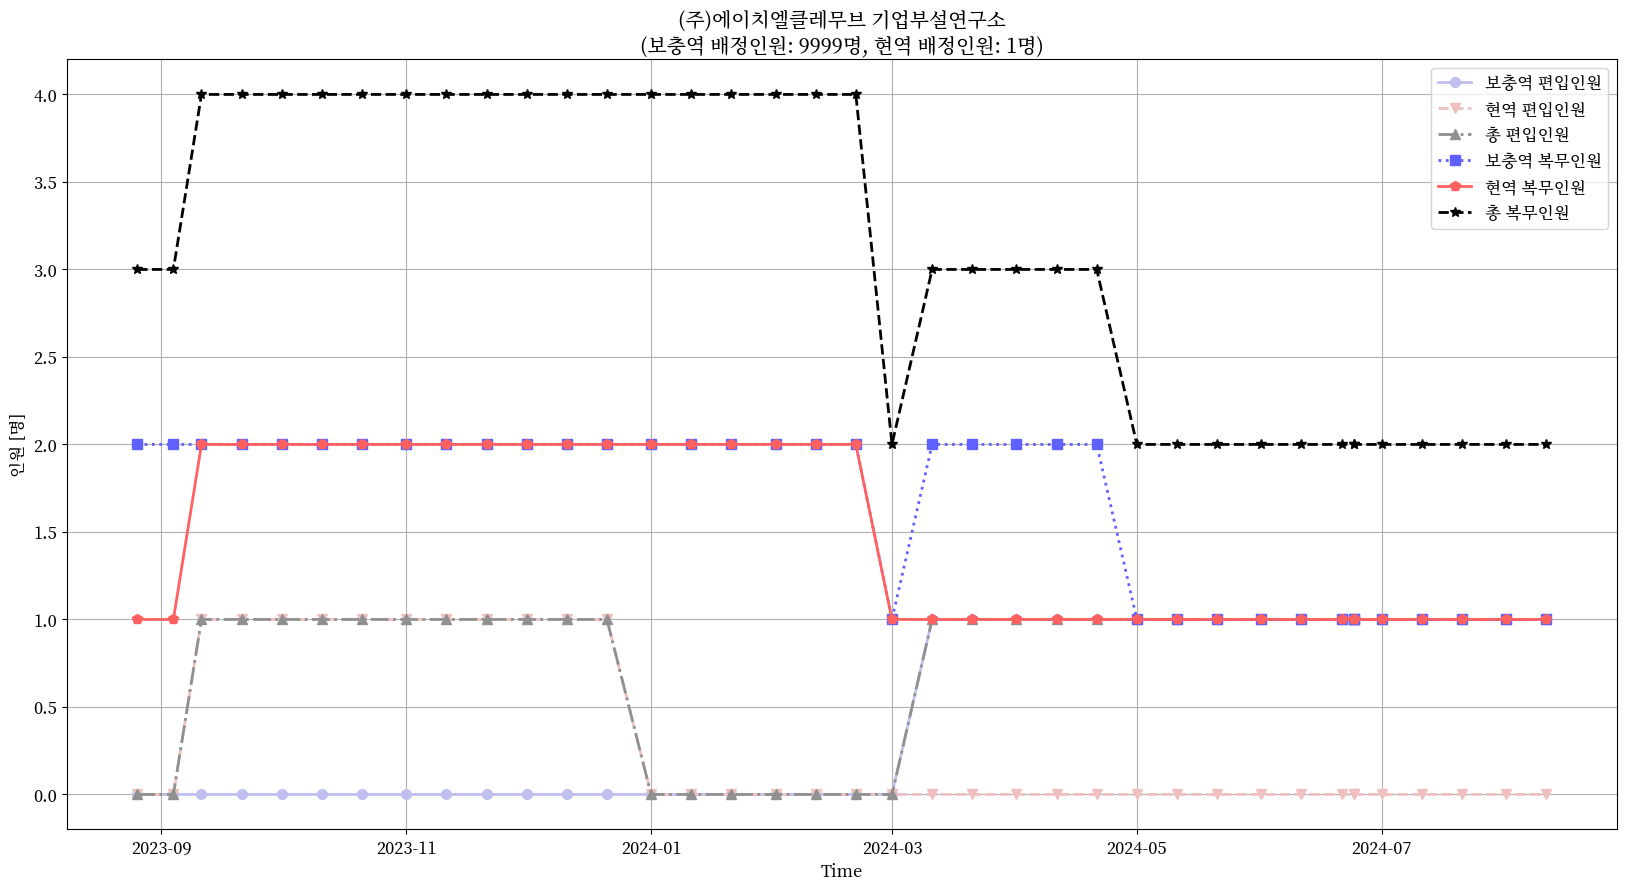 (주)에이치엘클레무브 기업부설연구소
(보충역 배정인원: 9999명, 현역 배정인원: 1명)
보충역 편입인원
현역 편입인원
총 편입인원
보충역 복무인원
현역 복무인원
총 복무인원
4.0
3.5
3.0
2.5
2.0
1.5
1.0
0.5
0.0
인원 [명]
2023-09
2023-11
2024-01
2024-03
2024-05
2024-07
Time